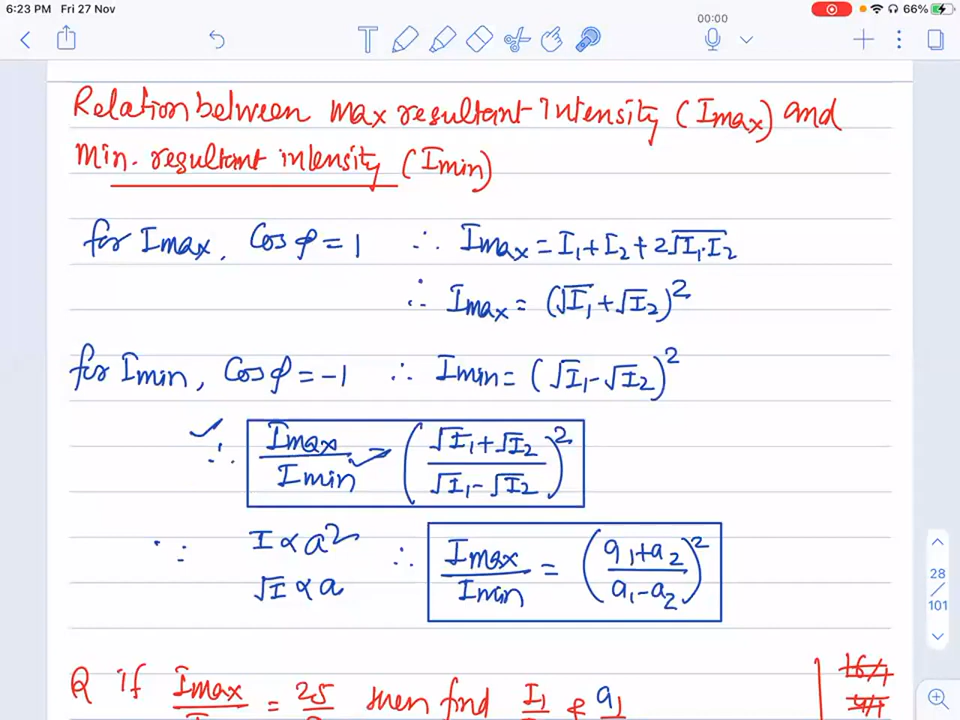 6:23 PM Fri 27 Nov 66%
00:00
Relation between max resultant intensity (Imax) and
Min. resultant intensity (Imin)
for Imax, Cos φ = 1 ∴ Imax = I₁ + I₂ + 2√I₁·I₂
∴ Imax = (√I₁ + √I₂)²
for Imin, Cos φ = -1 ∴ Imin = (√I₁ - √I₂)²
∴ Imax/Imin = (√I₁ + √I₂/√I₁ - √I₂)²
∵ I ∝ a² ∴ Imax/Imin = (a₁+a₂/a₁-a₂)²
√I ∝ a
28/101
Q if Imax = 25 then find I₁ & a₁
16/1